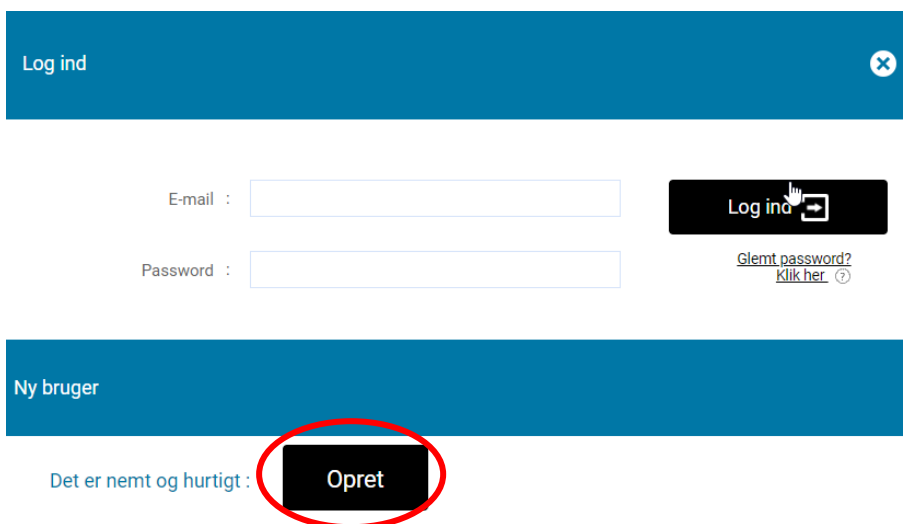 Log ind
E-mail :
Log ind
Password :
Glemt password?
Klik her ?
Ny bruger
Det er nemt og hurtigt :
Opret